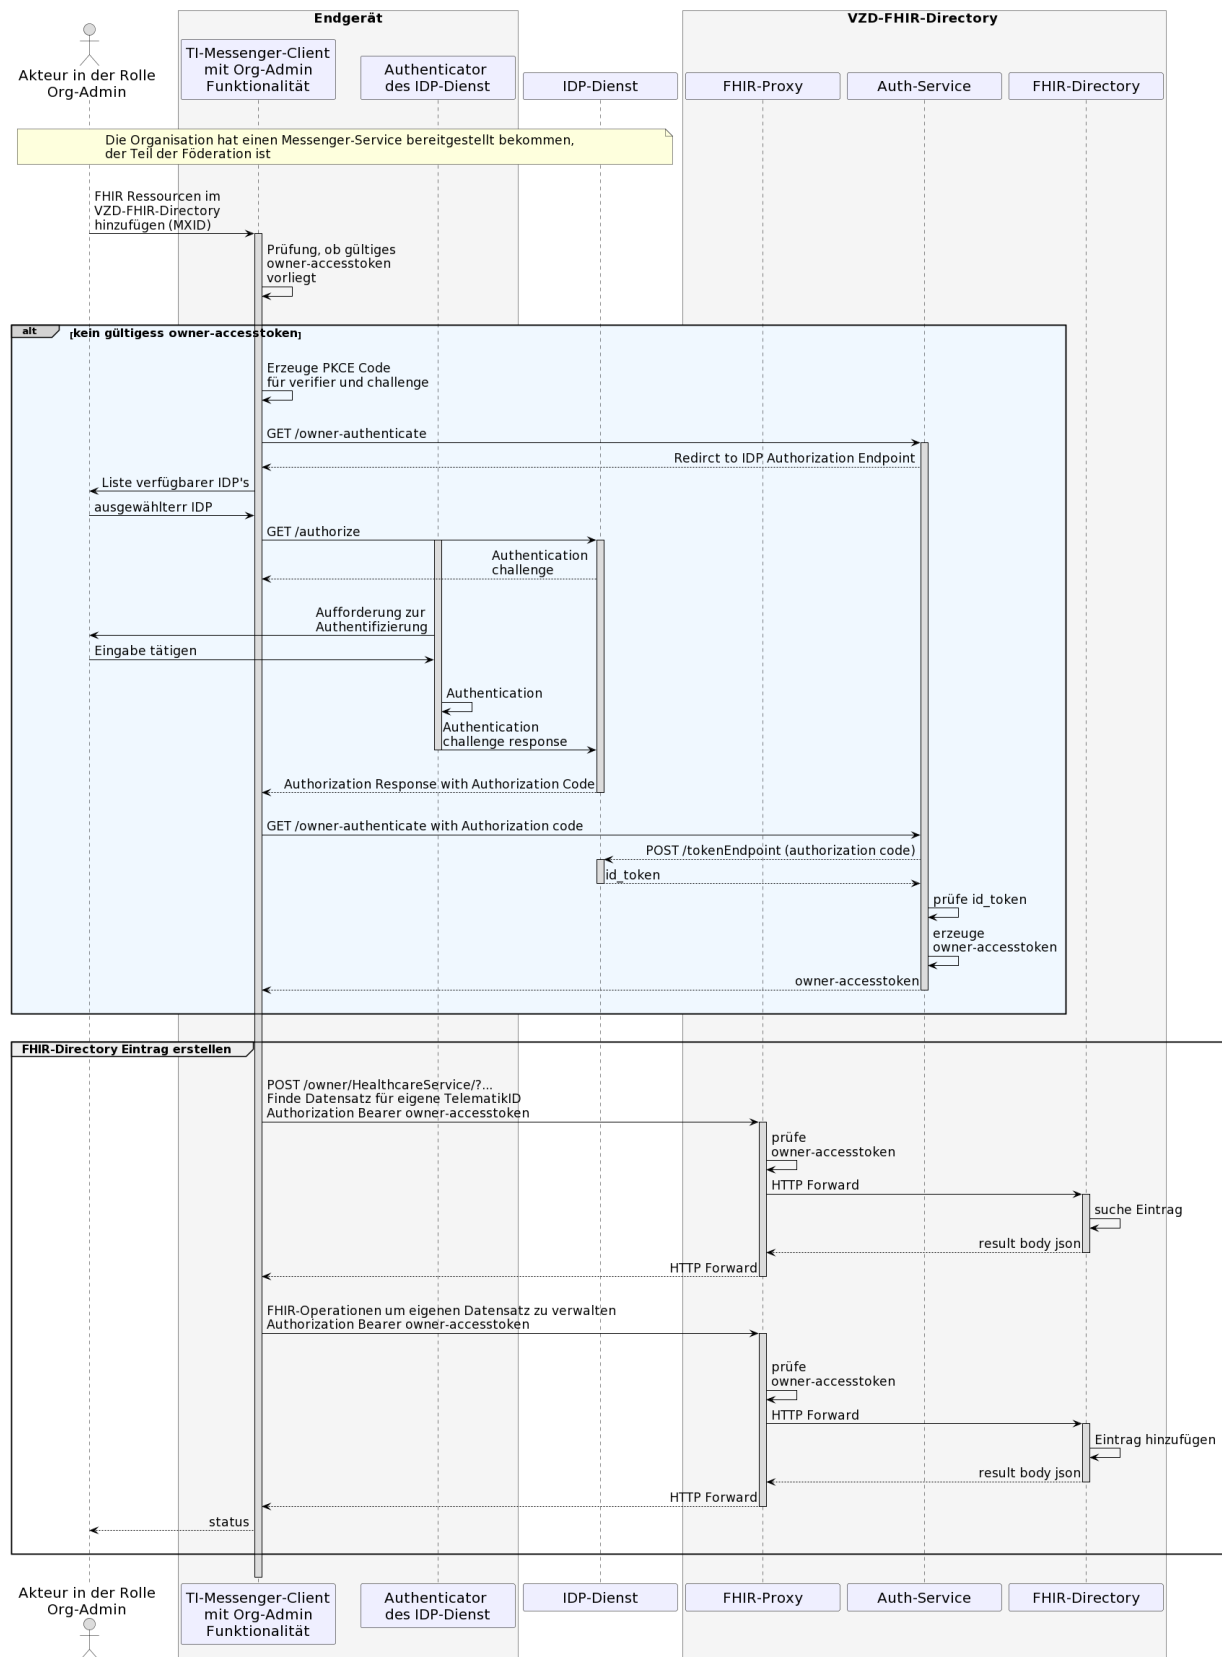 Endgerät
VZD-FHIR-Directory
Akteur in der Rolle
Org-Admin
TI-Messenger-Client
mit Org-Admin
Funktionalität
Authenticator
des IDP-Dienst
IDP-Dienst
FHIR-Proxy
Auth-Service
FHIR-Directory
Die Organisation hat einen Messenger-Service bereitgestellt bekommen,
der Teil der Föderation ist
FHIR Ressourcen im
VZD-FHIR-Directory
hinzufügen (MXID)
Prüfung, ob gültiges
owner-accesstoken
vorliegt
alt
[kein gültigess owner-accesstoken]
Erzeuge PKCE Code
für verifier und challenge
GET /owner-authenticate
Redirct to IDP Authorization Endpoint
Liste verfügbarer IDP's
ausgewählterr IDP
GET /authorize
Authentication
challenge
Aufforderung zur
Authentifizierung
Eingabe tätigen
Authentication
Authentication
challenge response
Authorization Response with Authorization Code
GET /owner-authenticate with Authorization code
POST /tokenEndpoint (authorization code)
id_token
prüfe id_token
erzeuge
owner-accesstoken
owner-accesstoken
FHIR-Directory Eintrag erstellen
POST /owner/HealthcareService/?...
Finde Datensatz für eigene TelematikID
Authorization Bearer owner-accesstoken
prüfe
owner-accesstoken
HTTP Forward
suche Eintrag
result body json
HTTP Forward
FHIR-Operationen um eigenen Datensatz zu verwalten
Authorization Bearer owner-accesstoken
prüfe
owner-accesstoken
HTTP Forward
Eintrag hinzufügen
result body json
HTTP Forward
status
Akteur in der Rolle
Org-Admin
TI-Messenger-Client
mit Org-Admin
Funktionalität
Authenticator
des IDP-Dienst
IDP-Dienst
FHIR-Proxy
Auth-Service
FHIR-Directory